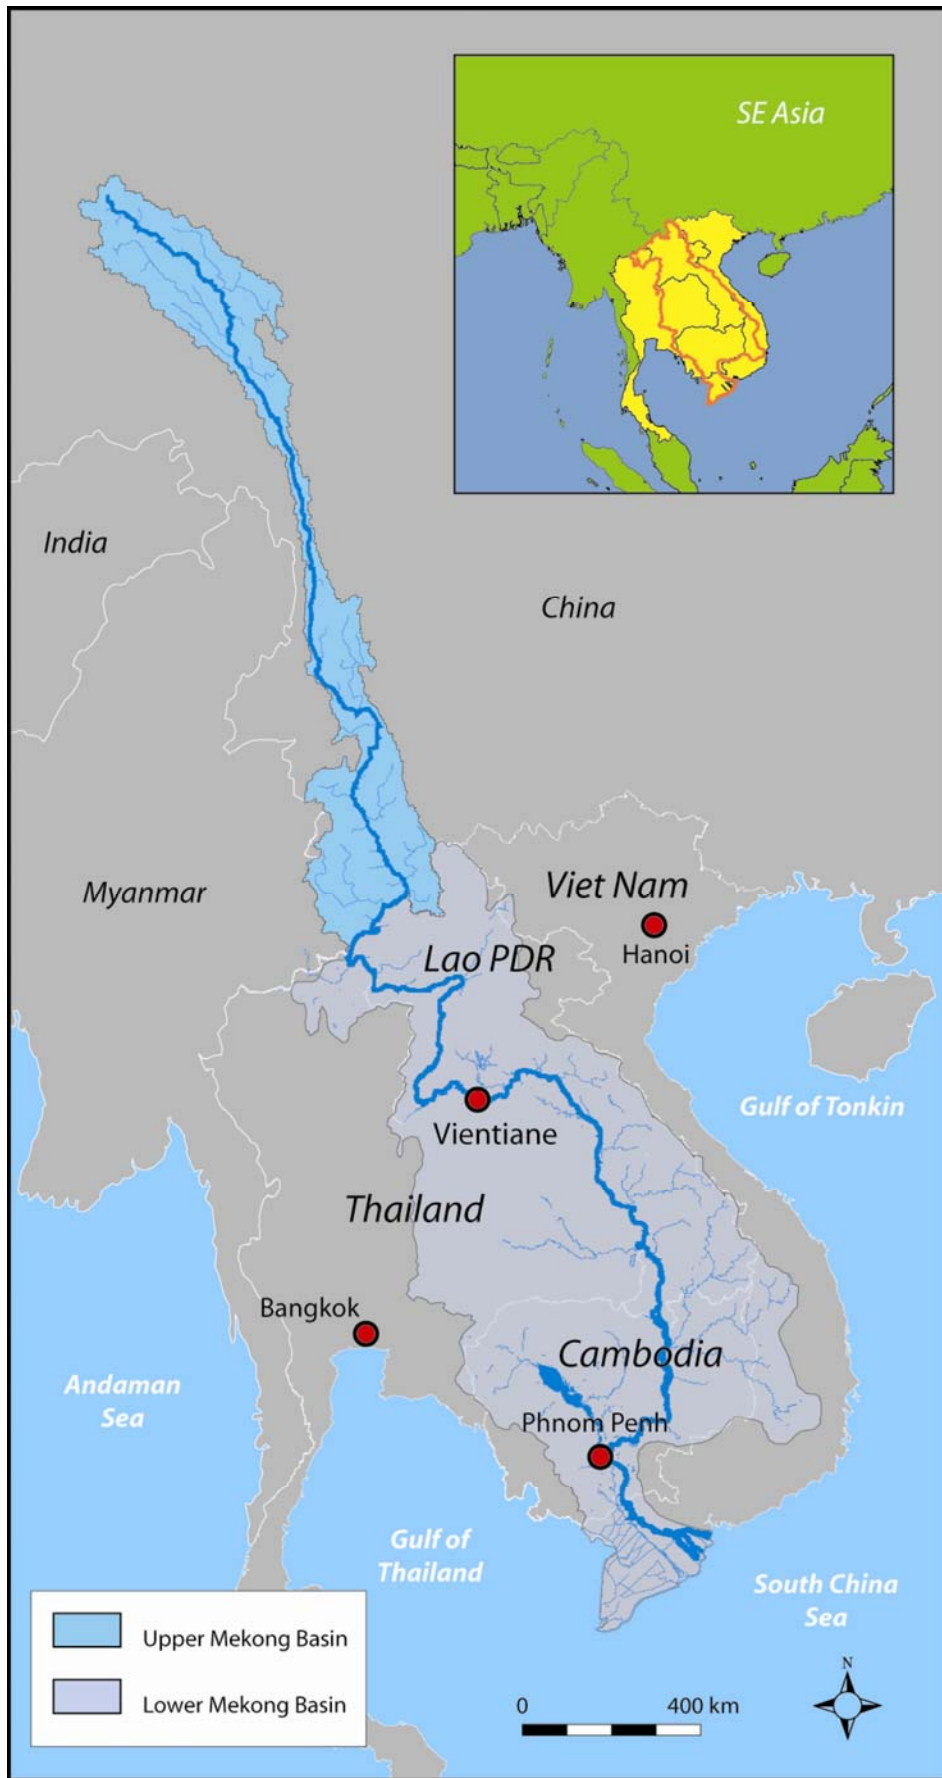 SE Asia
India
China
Myanmar
Viet Nam
Hanoi
Lao PDR
Gulf of Tonkin
Vientiane
Thailand
Bangkok
Cambodia
Andaman
Sea
Phnom Penh
Gulf of
Thailand
South China
Sea
Upper Mekong Basin
Lower Mekong Basin
0 400 km
N